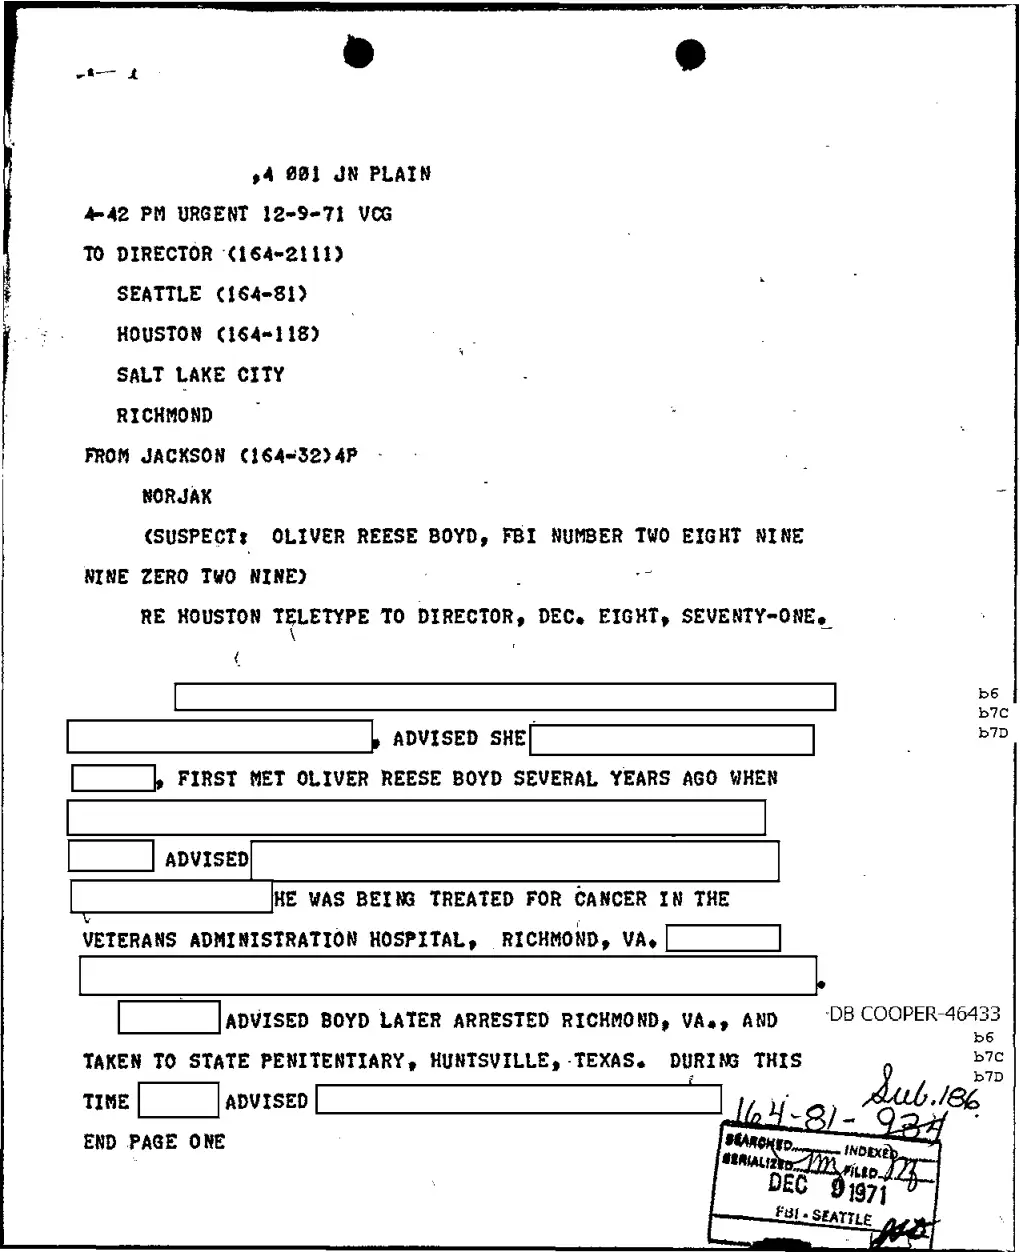 ,4 001 JN PLAIN
4-42 PM URGENT 12-9-71 VCG
TO DIRECTOR (164-2111)
SEATTLE (164-81)
HOUSTON (164-118)
SALT LAKE CITY
RICHMOND
FROM JACKSON (164-32)4P
NORJAK
(SUSPECT: OLIVER REESE BOYD, FBI NUMBER TWO EIGHT NINE
NINE ZERO TWO NINE)
RE HOUSTON TELETYPE TO DIRECTOR, DEC. EIGHT, SEVENTY-ONE.
b6
b7C
, ADVISED SHE b7D
, FIRST MET OLIVER REESE BOYD SEVERAL YEARS AGO WHEN
ADVISED
HE WAS BEING TREATED FOR CANCER IN THE
VETERANS ADMINISTRATION HOSPITAL, RICHMOND, VA.
.
ADVISED BOYD LATER ARRESTED RICHMOND, VA., AND
DB COOPER-46433
b6
TAKEN TO STATE PENITENTIARY, HUNTSVILLE, TEXAS. DURING THIS b7C
b7D
TIME ADVISED
Sub.186
164-81-934
END PAGE ONE
SEARCHED INDEXED
SERIALIZED FILED
DEC 9 1971
FBI - SEATTLE